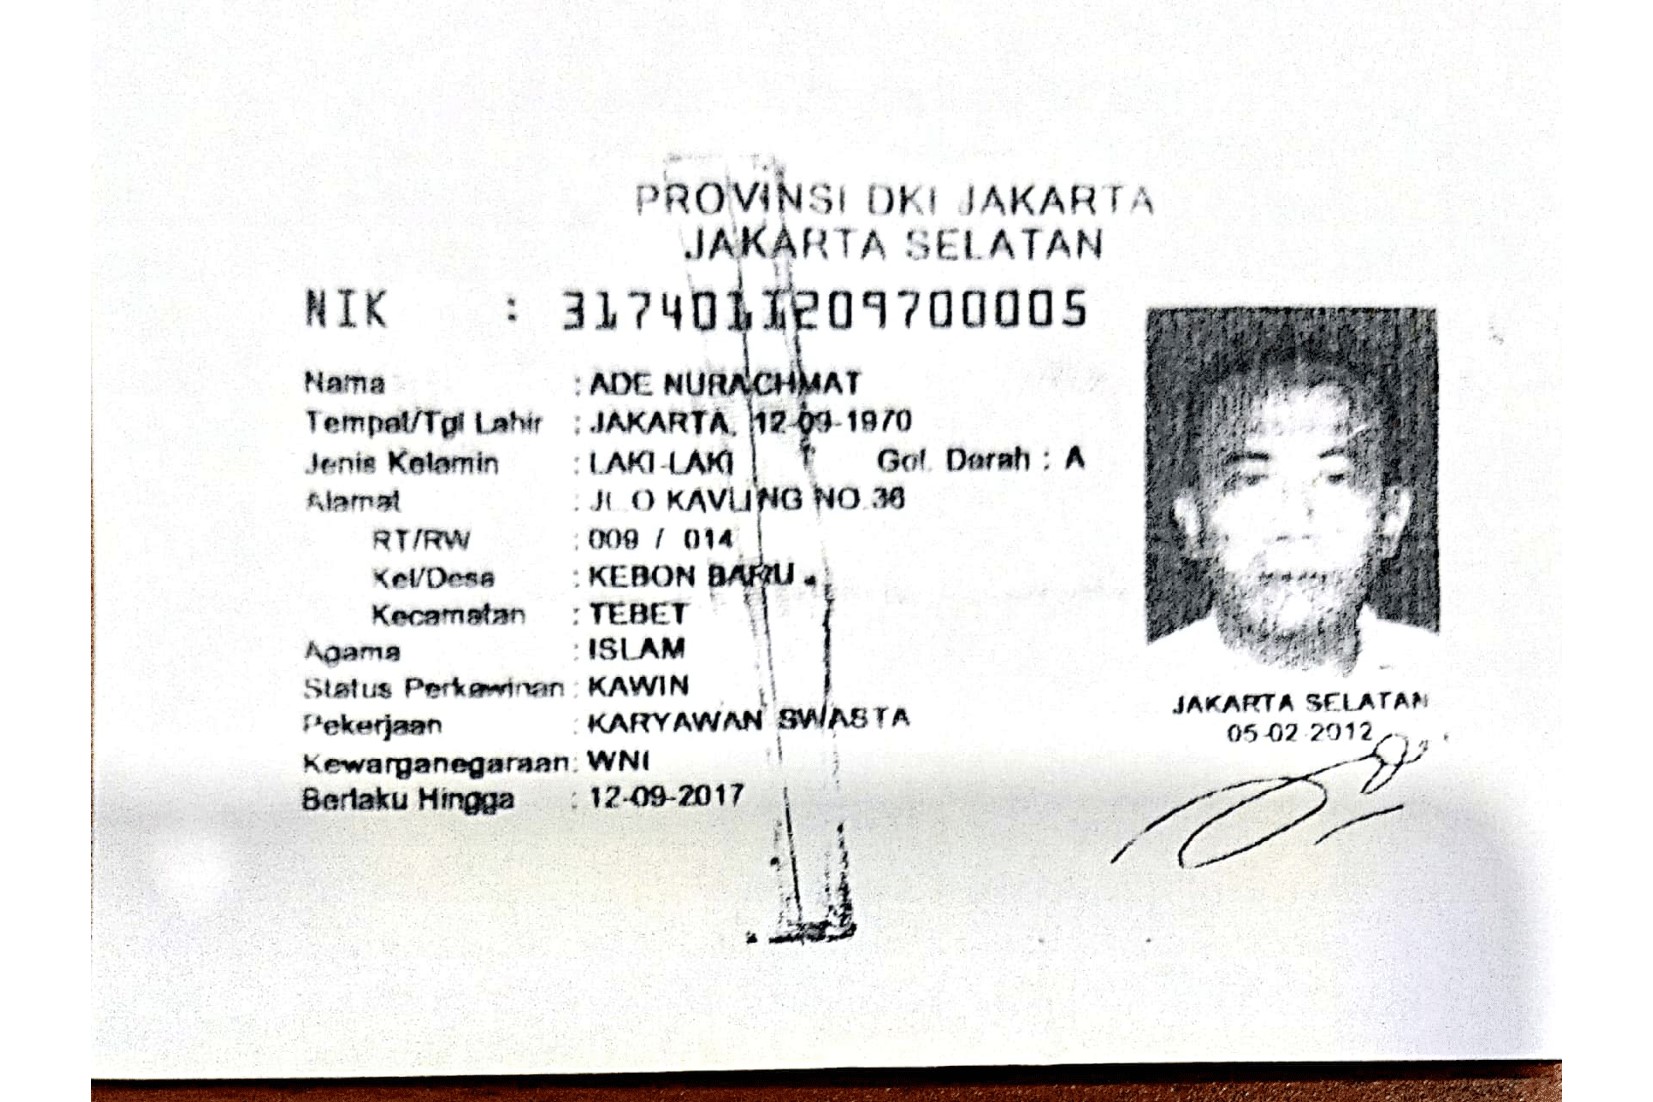 PROVINSI DKI JAKARTA
JAKARTA SELATAN
NIK : 3174011209700005
Nama : ADE NURACHMAT
Tempat/Tgl Lahir : JAKARTA, 12-09-1970
Jenis Kelamin : LAKI-LAKI Gol. Darah : A
Alamat : JL O KAVLING NO.36
RT/RW : 009 / 014
Kel/Desa : KEBON BARU
Kecamatan : TEBET
Agama : ISLAM
Status Perkawinan : KAWIN
Pekerjaan : KARYAWAN SWASTA
Kewarganegaraan : WNI
Berlaku Hingga : 12-09-2017
JAKARTA SELATAN
05-02-2012